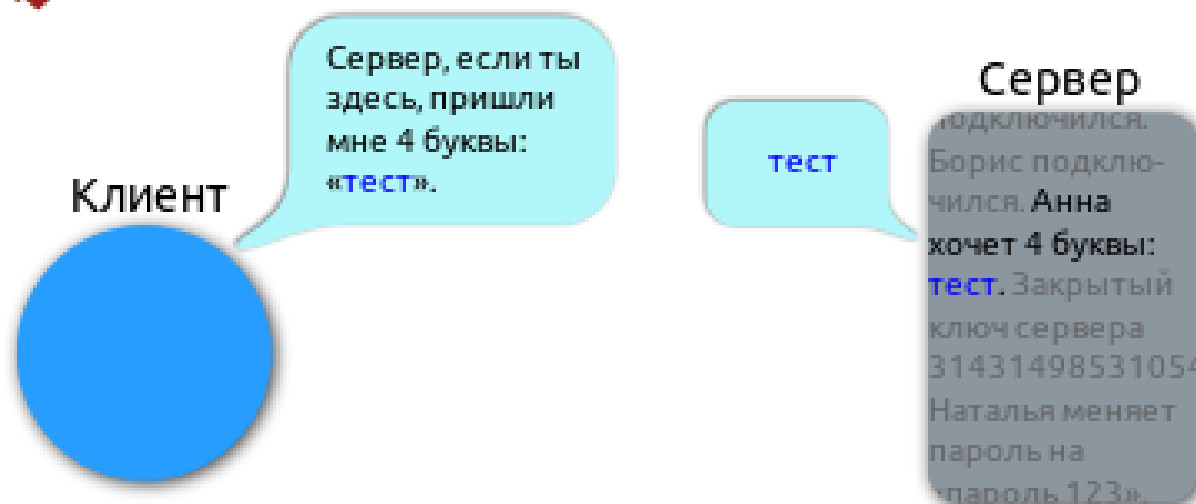 Клиент
Сервер, если ты
здесь, пришли
мне 4 буквы:
«тест».
тест
Сервер
подключился.
Борис подклю-
чился. Анна
хочет 4 буквы:
тест. Закрытый
ключ сервера
31431498531054
Наталья меняет
пароль на
«пароль 123».